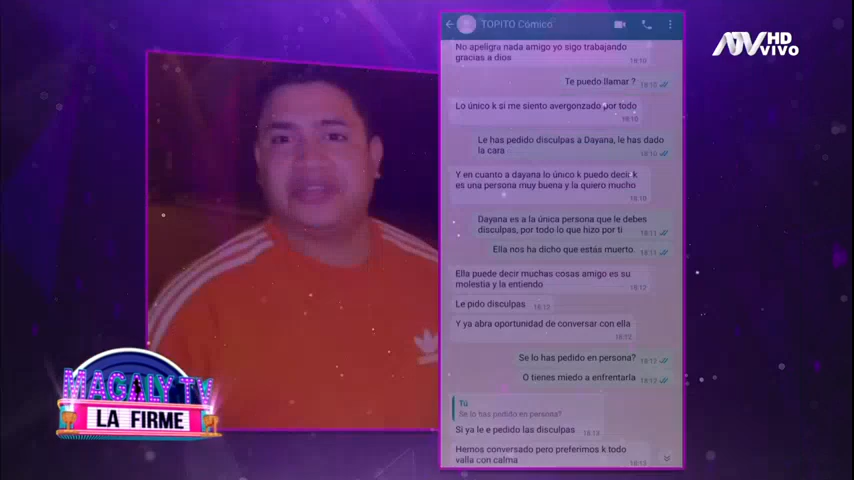 TOPITO Cómico
No apeligra nada amigo yo sigo trabajando
gracias a dios
18:10
Te puedo llamar ?
18:10
Lo único k si me siento avergonzado por todo
18:10
Le has pedido disculpas a Dayana, le has dado
la cara
18:10
Y en cuanto a dayana lo único k puedo decir k
es una persona muy buena y la quiero mucho
18:10
Dayana es a la única persona que le debes
disculpas, por todo lo que hizo por ti
18:11
Ella nos ha dicho que estás muerto.
18:11
Ella puede decir muchas cosas amigo es su
molestia y la entiendo
18:12
Le pido disculpas
18:12
Y ya abra oportunidad de conversar con ella
18:12
Se lo has pedido en persona?
18:12
O tienes miedo a enfrentarla
18:12
Tú
Se lo has pedido en persona?
Si ya le e pedido las disculpas
18:13
Hemos conversado pero preferimos k todo
valla con calma
18:13
ATV HD
VIVO
MAGALY TV
LA FIRME